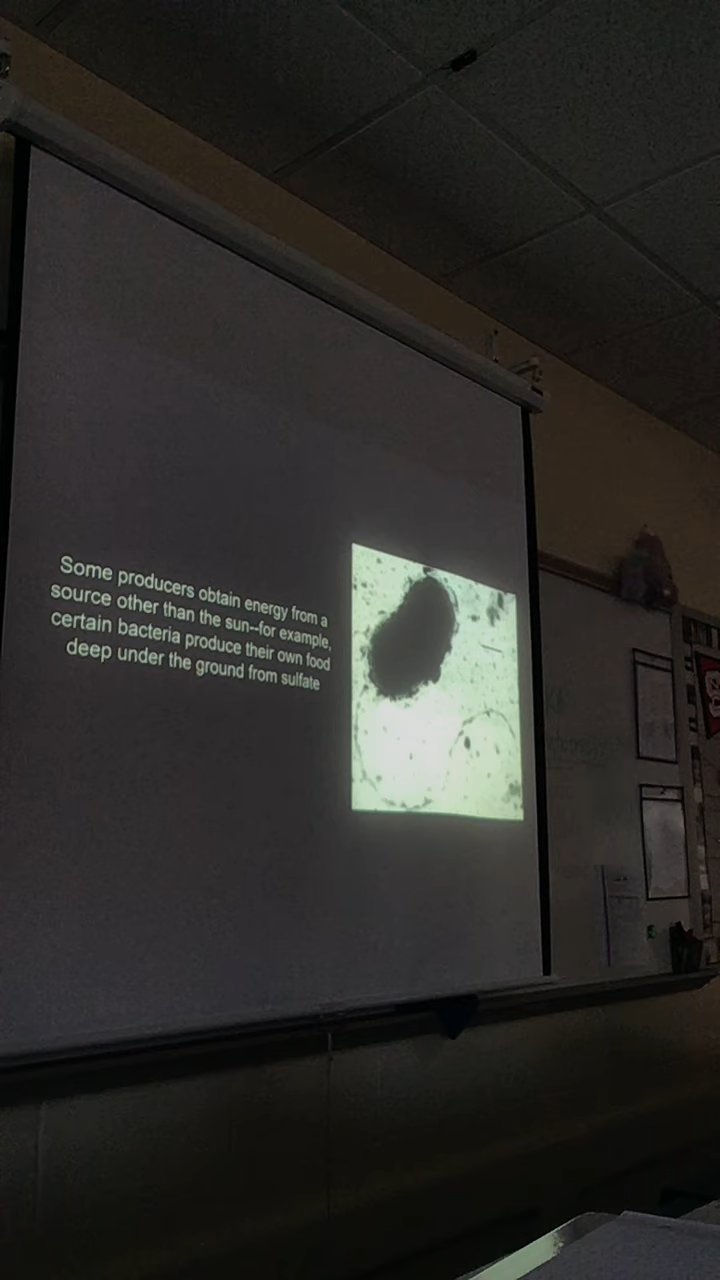 Some producers obtain energy from a
source other than the sun--for example,
certain bacteria produce their own food
deep under the ground from sulfate